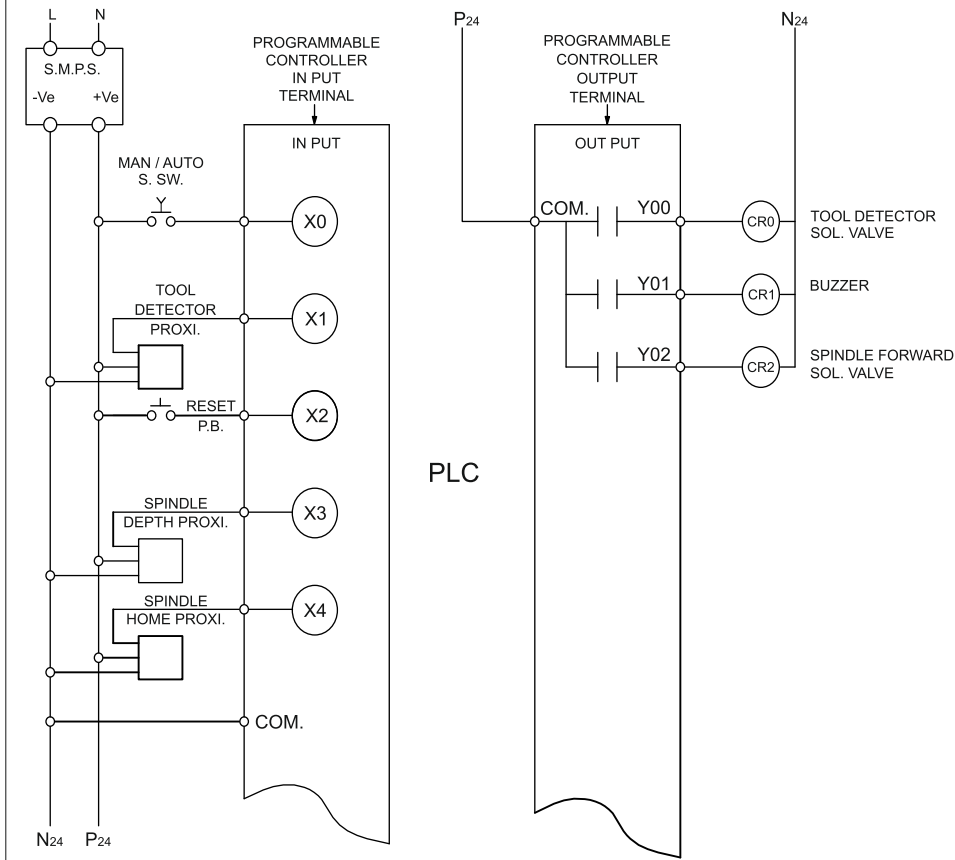 L N
S.M.P.S.
-Ve +Ve
PROGRAMMABLE
CONTROLLER
IN PUT
TERMINAL
IN PUT
MAN / AUTO
S. SW.
X0
TOOL
DETECTOR
PROXI.
X1
RESET
P.B.
X2
SPINDLE
DEPTH PROXI.
X3
SPINDLE
HOME PROXI.
X4
COM.
N24 P24
PLC
P24
PROGRAMMABLE
CONTROLLER
OUTPUT
TERMINAL
OUT PUT
N24
COM. Y00 CR0
TOOL DETECTOR
SOL. VALVE
Y01 CR1 BUZZER
Y02 CR2
SPINDLE FORWARD
SOL. VALVE